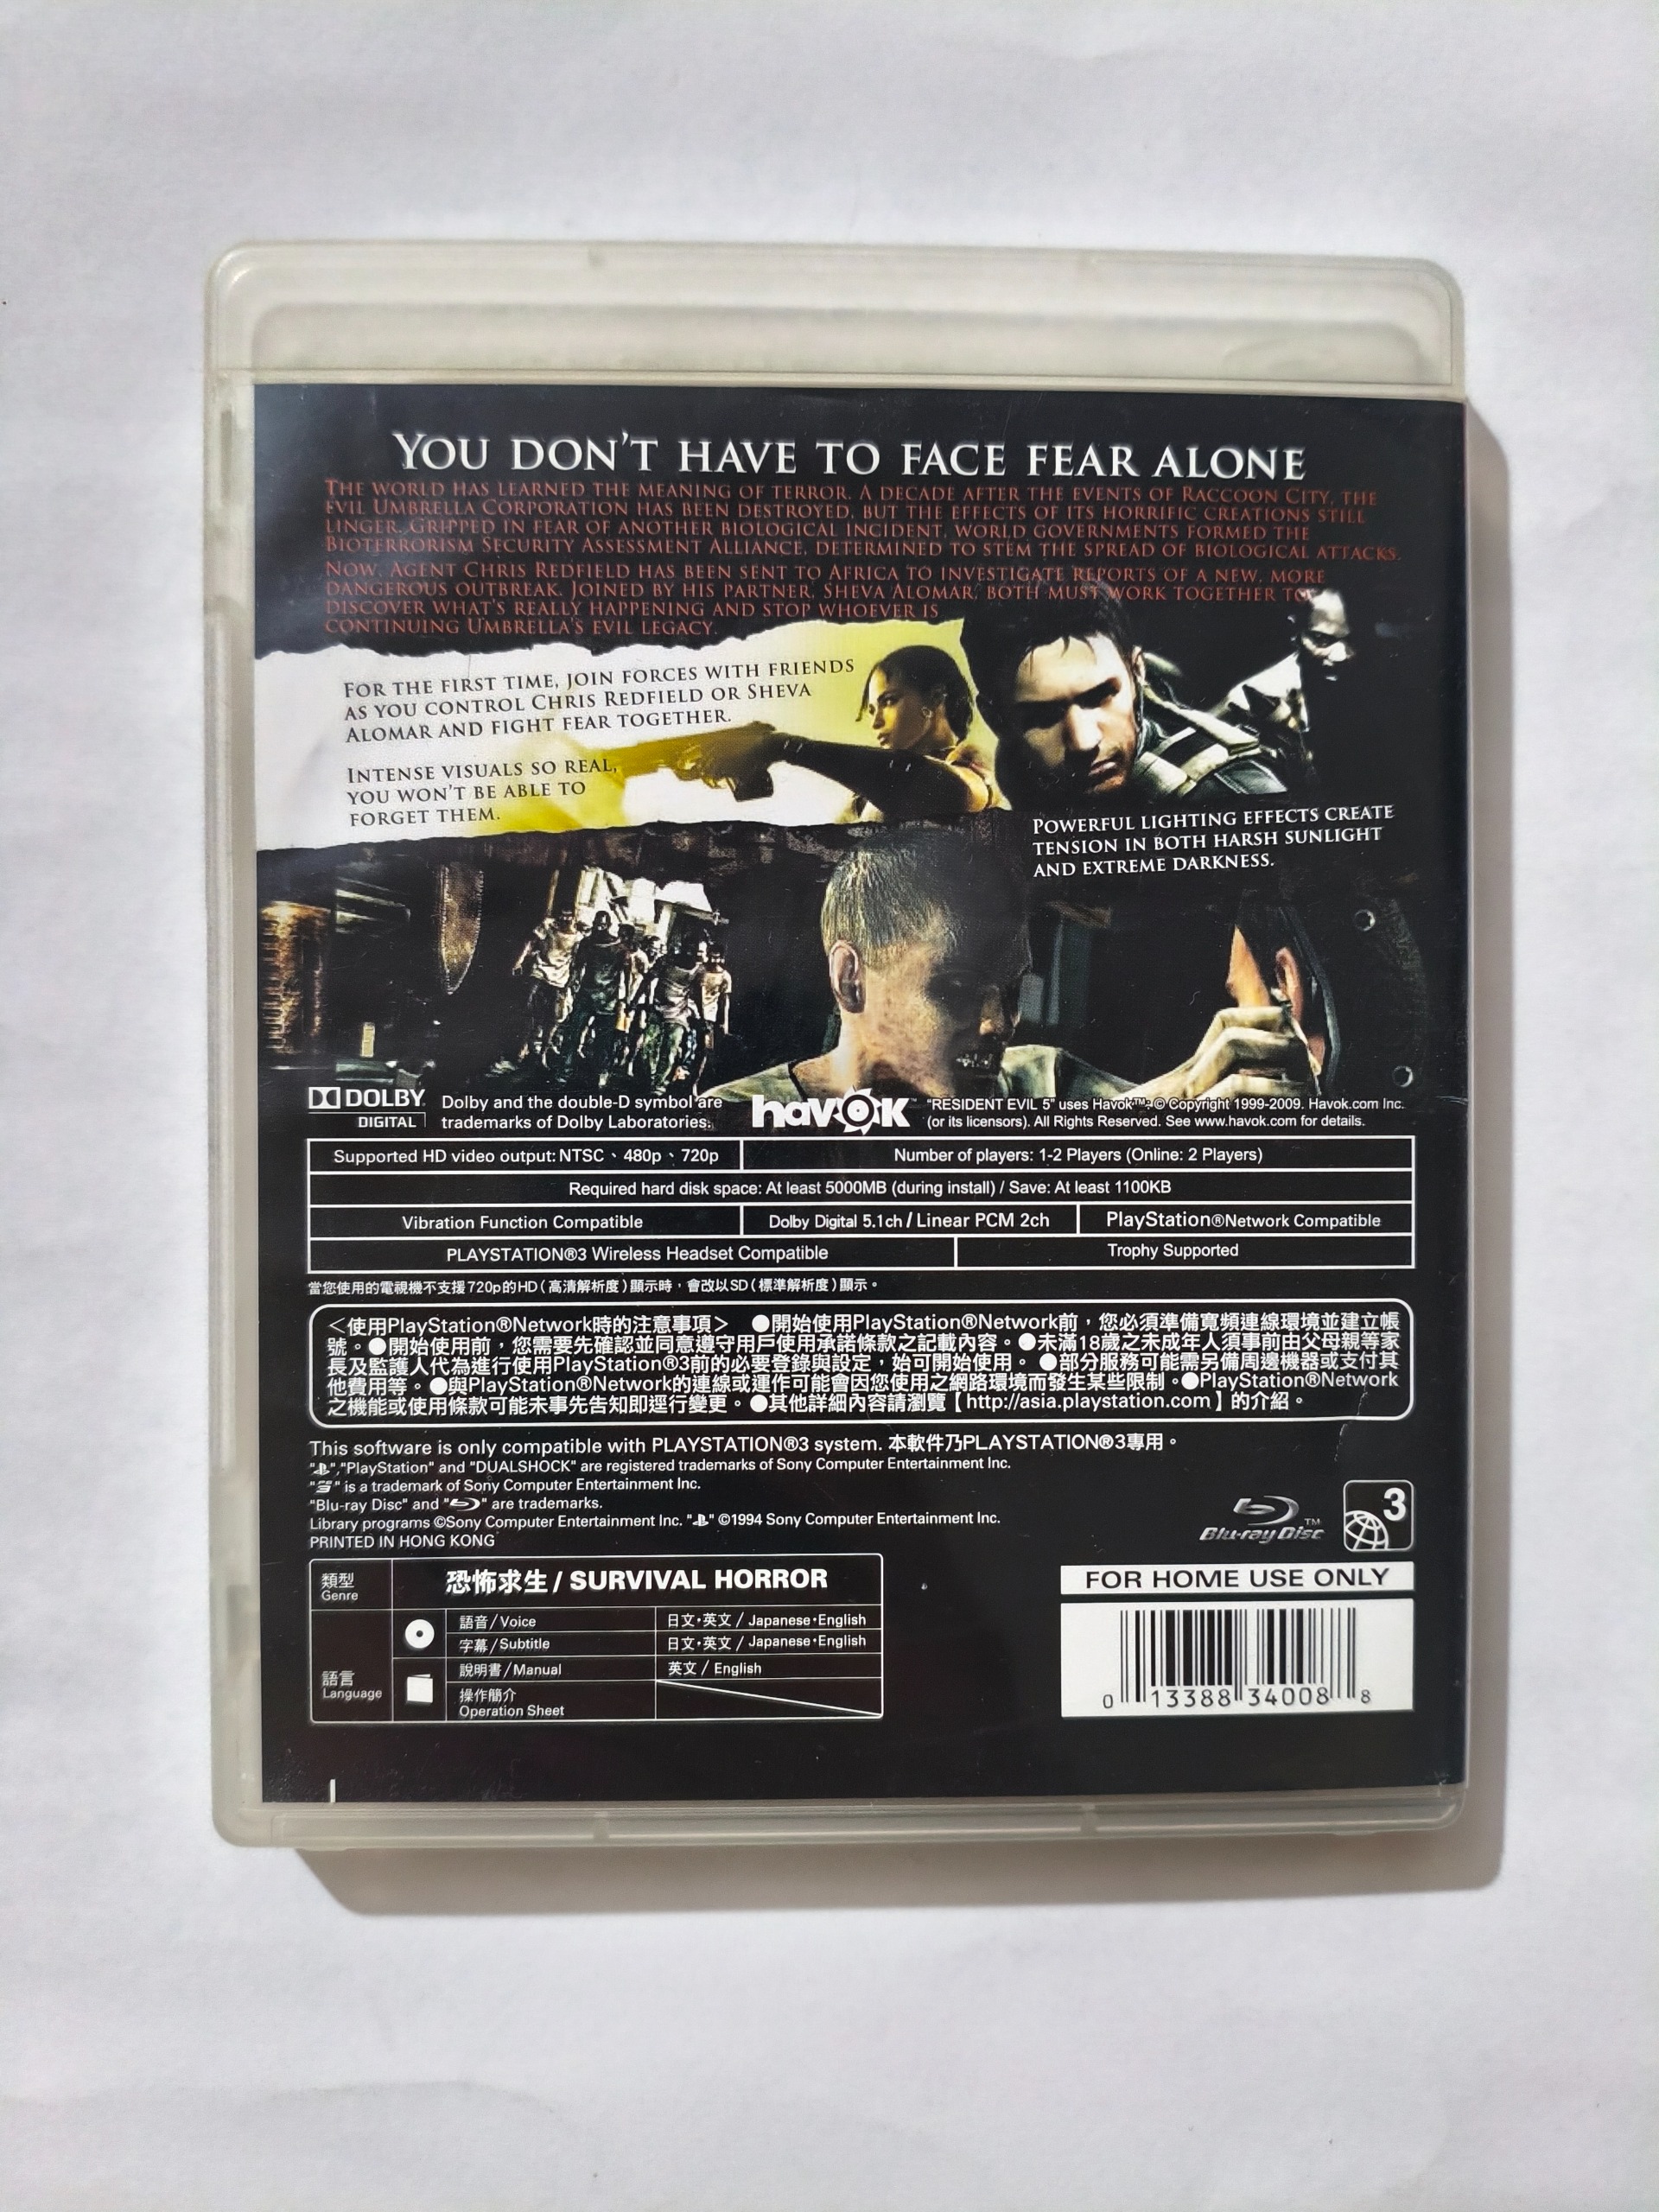 YOU DON'T HAVE TO FACE FEAR ALONE
THE WORLD HAS LEARNED THE MEANING OF TERROR. A DECADE AFTER THE EVENTS OF RACCOON CITY, THE
EVIL UMBRELLA CORPORATION HAS BEEN DESTROYED, BUT THE EFFECTS OF ITS HORRIFIC CREATIONS STILL
LINGER. GRIPPED IN FEAR OF ANOTHER BIOLOGICAL INCIDENT, WORLD GOVERNMENTS FORMED THE
BIOTERRORISM SECURITY ASSESSMENT ALLIANCE, DETERMINED TO STEM THE SPREAD OF BIOLOGICAL ATTACKS.
NOW, AGENT CHRIS REDFIELD HAS BEEN SENT TO AFRICA TO INVESTIGATE REPORTS OF A NEW, MORE
DANGEROUS OUTBREAK. JOINED BY HIS PARTNER, SHEVA ALOMAR, BOTH MUST WORK TOGETHER TO
DISCOVER WHAT'S REALLY HAPPENING AND STOP WHOEVER IS
CONTINUING UMBRELLA'S EVIL LEGACY.
FOR THE FIRST TIME, JOIN FORCES WITH FRIENDS
AS YOU CONTROL CHRIS REDFIELD OR SHEVA
ALOMAR AND FIGHT FEAR TOGETHER.
INTENSE VISUALS SO REAL,
YOU WON'T BE ABLE TO
FORGET THEM.
POWERFUL LIGHTING EFFECTS CREATE
TENSION IN BOTH HARSH SUNLIGHT
AND EXTREME DARKNESS.
DOLBY
DIGITAL
Dolby and the double-D symbol are
trademarks of Dolby Laboratories.
havok™
"RESIDENT EVIL 5" uses Havok™: © Copyright 1999-2009. Havok.com Inc.
(or its licensors). All Rights Reserved. See www.havok.com for details.
Supported HD video output: NTSC、480p、720p
Number of players: 1-2 Players (Online: 2 Players)
Required hard disk space: At least 5000MB (during install) / Save: At least 1100KB
Vibration Function Compatible
Dolby Digital 5.1ch / Linear PCM 2ch
PlayStation®Network Compatible
PLAYSTATION®3 Wireless Headset Compatible
Trophy Supported
當您使用的電視機不支援720p的HD(高清解析度)顯示時,會改以SD(標準解析度)顯示。
＜使用PlayStation®Network時的注意事項＞ ●開始使用PlayStation®Network前,您必須準備寬頻連線環境並建立帳
號。●開始使用前,您需要先確認並同意遵守用戶使用承諾條款之記載內容。●未滿18歲之未成年人須事前由父母親等家
長及監護人代為進行使用PlayStation®3前的必要登錄與設定,始可開始使用。●部分服務可能需另備周邊機器或支付其
他費用等。●與PlayStation®Network的連線或運作可能會因您使用之網路環境而發生某些限制。●PlayStation®Network
之機能或使用條款可能未事先告知即逕行變更。●其他詳細內容請瀏覽【http://asia.playstation.com】的介紹。
This software is only compatible with PLAYSTATION®3 system. 本軟件乃PLAYSTATION®3專用。
"","PlayStation" and "DUALSHOCK" are registered trademarks of Sony Computer Entertainment Inc.
"" is a trademark of Sony Computer Entertainment Inc.
"Blu-ray Disc" and "" are trademarks.
Library programs ©Sony Computer Entertainment Inc. "" ©1994 Sony Computer Entertainment Inc.
PRINTED IN HONG KONG
Blu-ray Disc™
3
類型
Genre
恐怖求生 / SURVIVAL HORROR
語言
Language
語音/Voice
日文·英文 / Japanese·English
字幕/Subtitle
日文·英文 / Japanese·English
說明書/Manual
英文 / English
操作簡介
Operation Sheet
FOR HOME USE ONLY
0 13388 34008 8